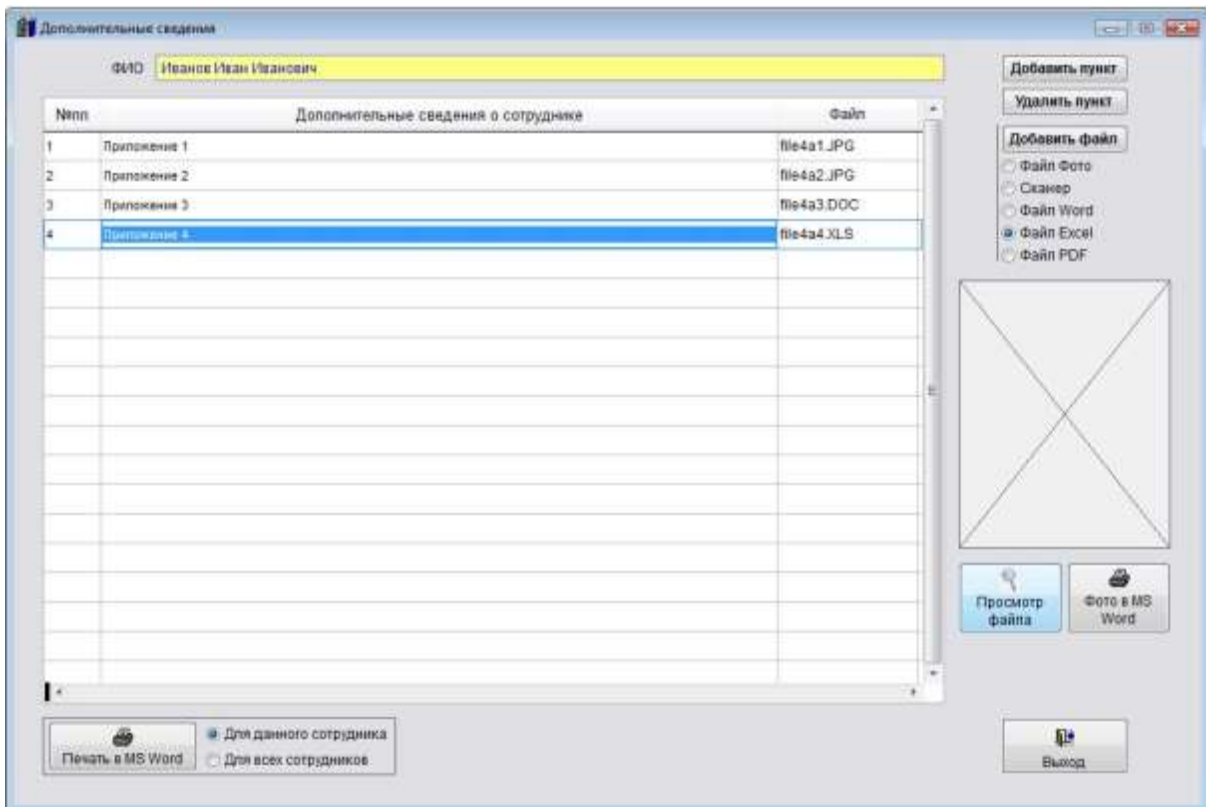 Дополнительные сведения
ФИО Иванов Иван Иванович
Добавить пункт
Удалить пункт
№пп Дополнительные сведения о сотруднике Файл
1 Приложение 1 file4a1.JPG
2 Приложение 2 file4a2.JPG
3 Приложение 3 file4a3.DOC
4 Приложение 4 file4a4.XLS
Добавить файл
Файл Фото
Сканер
Файл Word
Файл Excel
Файл PDF
Просмотр файла
Фото в MS Word
Печать в MS Word
Для данного сотрудника
Для всех сотрудников
Выход